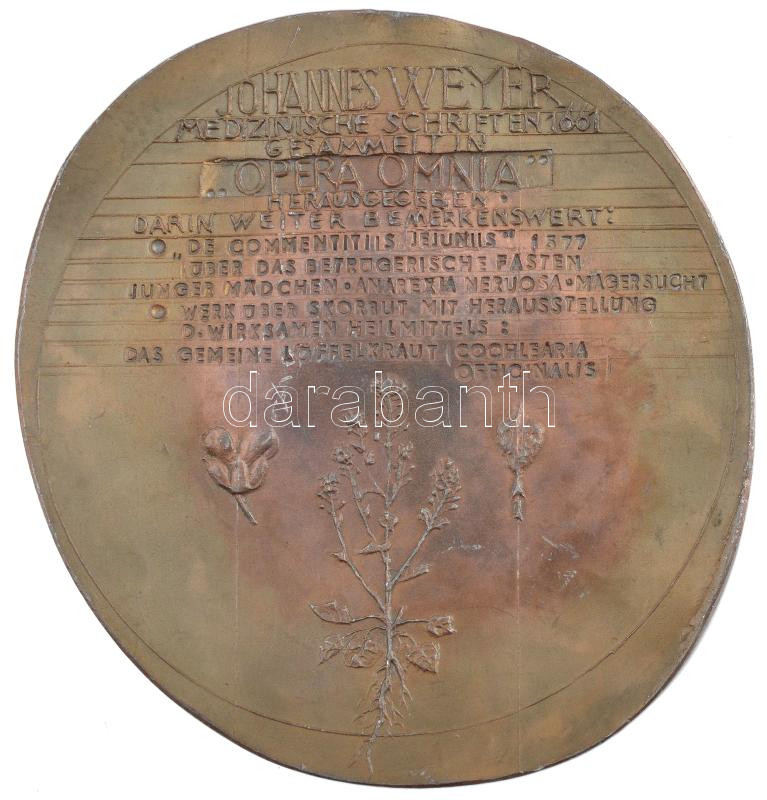 JOHANNES WEYER
MEDIZINISCHE SCHRIFTEN 1661
GESAMMELT IN
„OPERA OMNIA”
HERAUSGEGEBEN.
DARIN WEITER BEMERKENSWERT:
„DE COMMENTITIIS JEJUNIIS” 1577
ÜBER DAS BETRÜGERISCHE FASTEN
JUNGER MÄDCHEN · ANAREXIA NERUOSA · MAGERSUCHT
WERK ÜBER SKORBUT MIT HERAUSSTELLUNG
D. WIRKSAMEN HEILMITTELS:
DAS GEMEINE LÖFFELKRAUT (COCHLEARIA
OFFICINALIS)
darabanth